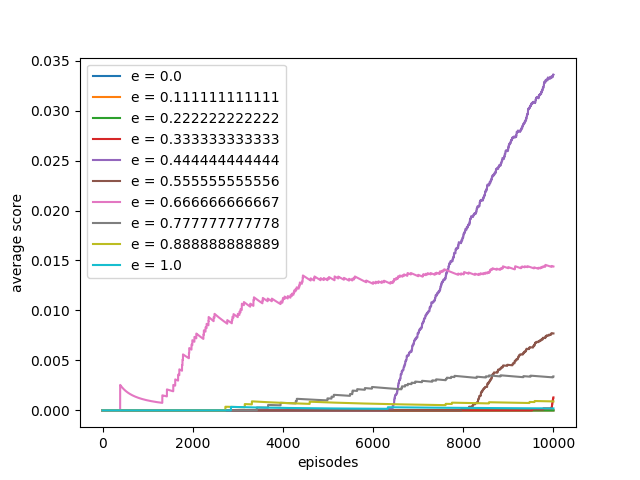 0.035
0.030
0.025
0.020
0.015
0.010
0.005
0.000
average score
e = 0.0
e = 0.111111111111
e = 0.222222222222
e = 0.333333333333
e = 0.444444444444
e = 0.555555555556
e = 0.666666666667
e = 0.777777777778
e = 0.888888888889
e = 1.0
0 2000 4000 6000 8000 10000
episodes